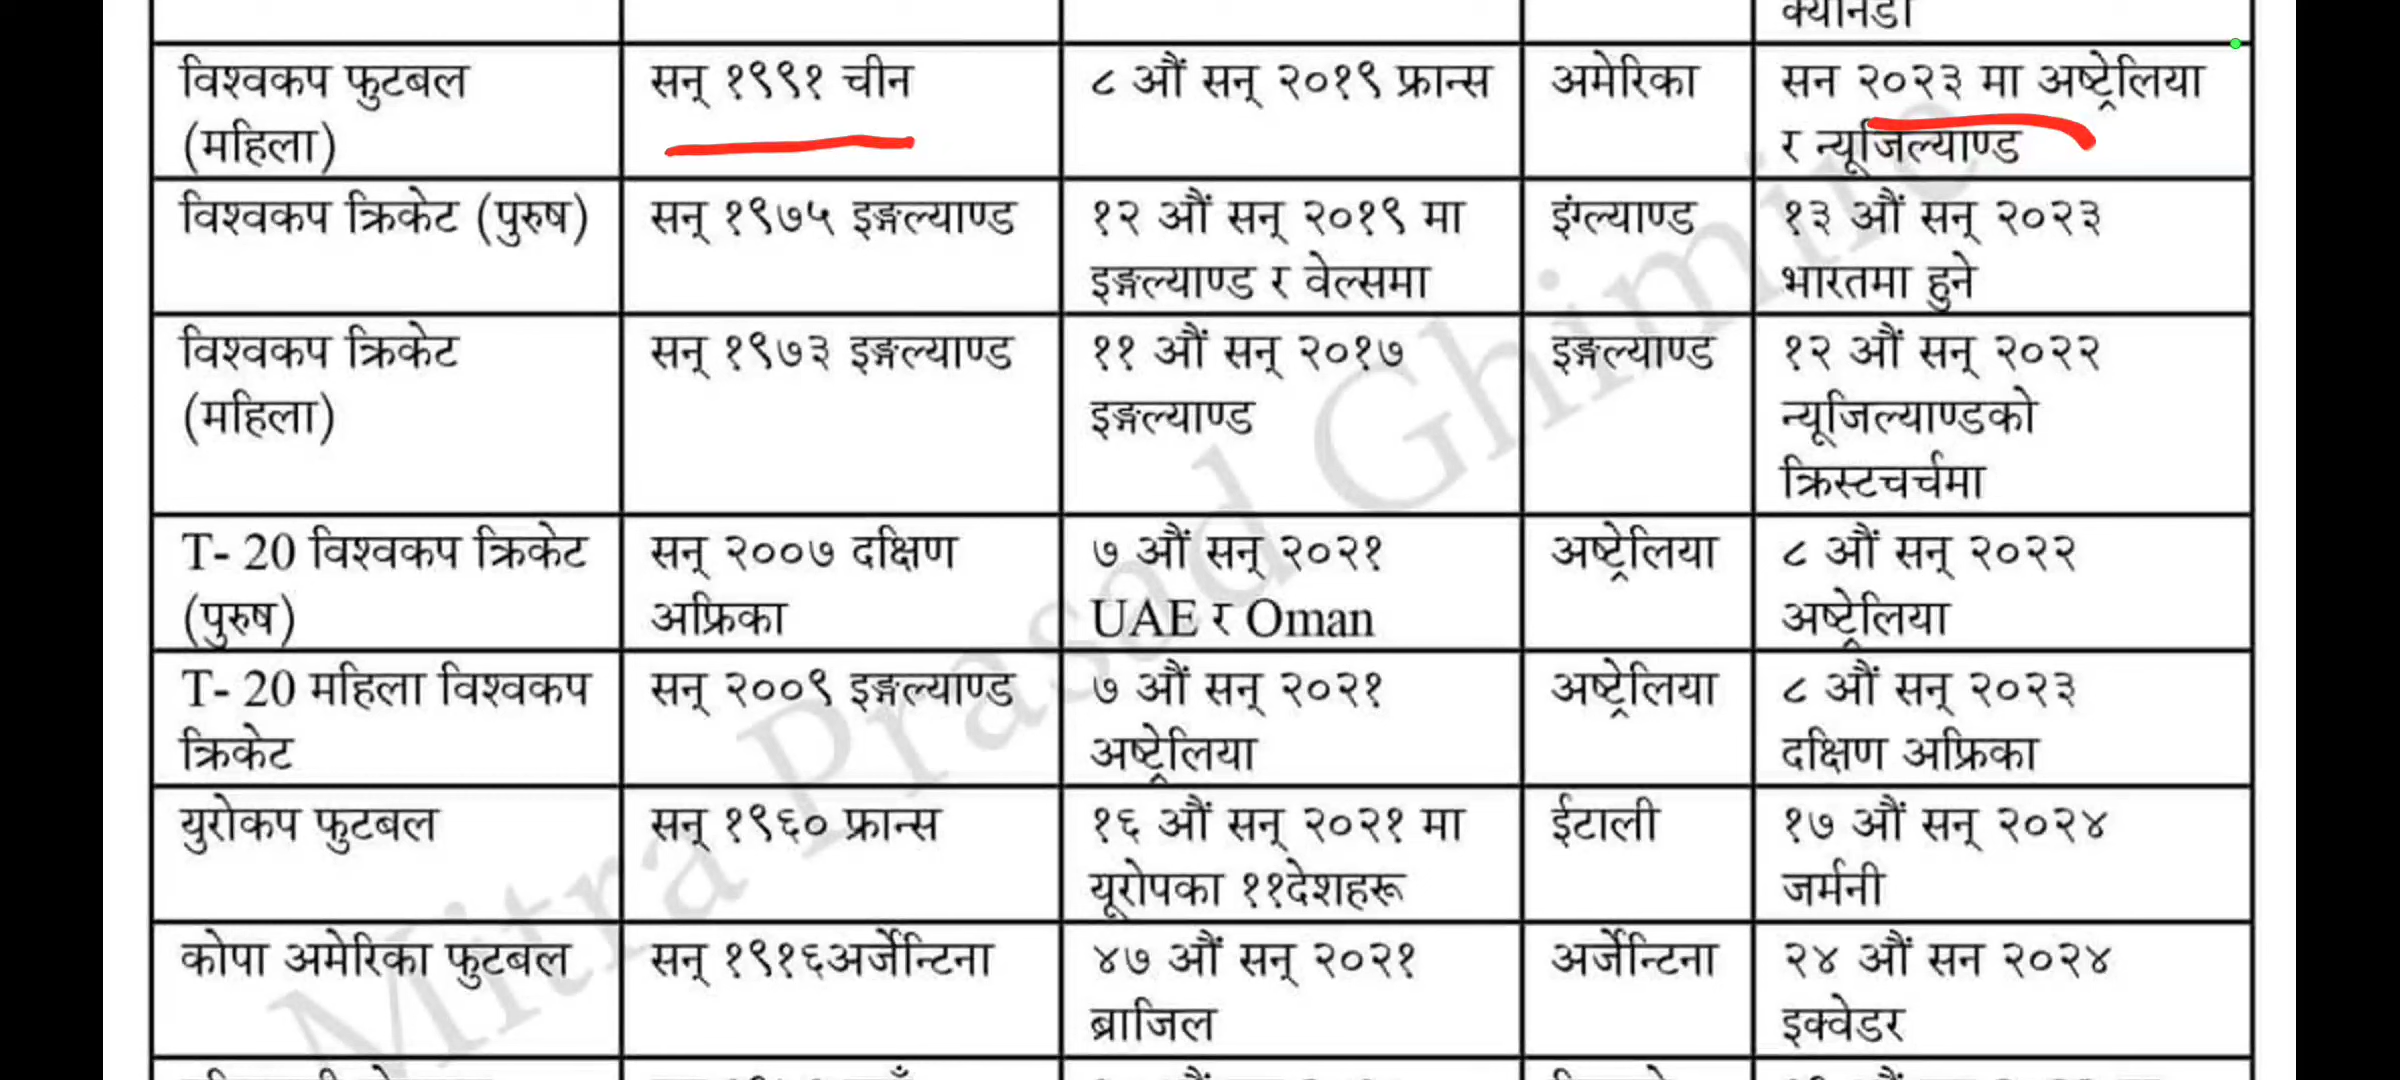 क्यानडा
विश्वकप फुटबल
(महिला)
सन् १९९१ चीन
८ औं सन् २०१९ फ्रान्स
अमेरिका
सन २०२३ मा अष्ट्रेलिया
र न्यूजिल्याण्ड
विश्वकप क्रिकेट (पुरुष)
सन् १९७५ इङ्गल्याण्ड
१२ औं सन् २०१९ मा
इङ्गल्याण्ड र वेल्समा
इंग्ल्याण्ड
१३ औं सन् २०२३
भारतमा हुने
विश्वकप क्रिकेट
(महिला)
सन् १९७३ इङ्गल्याण्ड
११ औं सन् २०१७
इङ्गल्याण्ड
इङ्गल्याण्ड
१२ औं सन् २०२२
न्यूजिल्याण्डको
क्रिस्टचर्चमा
T- 20 विश्वकप क्रिकेट
(पुरुष)
सन् २००७ दक्षिण
अफ्रिका
७ औं सन् २०२१
UAE र Oman
अष्ट्रेलिया
८ औं सन् २०२२
अष्ट्रेलिया
T- 20 महिला विश्वकप
क्रिकेट
सन् २००९ इङ्गल्याण्ड
७ औं सन् २०२१
अष्ट्रेलिया
अष्ट्रेलिया
८ औं सन् २०२३
दक्षिण अफ्रिका
युरोकप फुटबल
सन् १९६० फ्रान्स
१६ औं सन् २०२१ मा
यूरोपका ११देशहरू
ईटाली
१७ औं सन् २०२४
जर्मनी
कोपा अमेरिका फुटबल
सन् १९१६अर्जेन्टिना
४७ औं सन् २०२१
ब्राजिल
अर्जेन्टिना
२४ औं सन २०२४
इक्वेडर
Mitra Prasad Ghimire